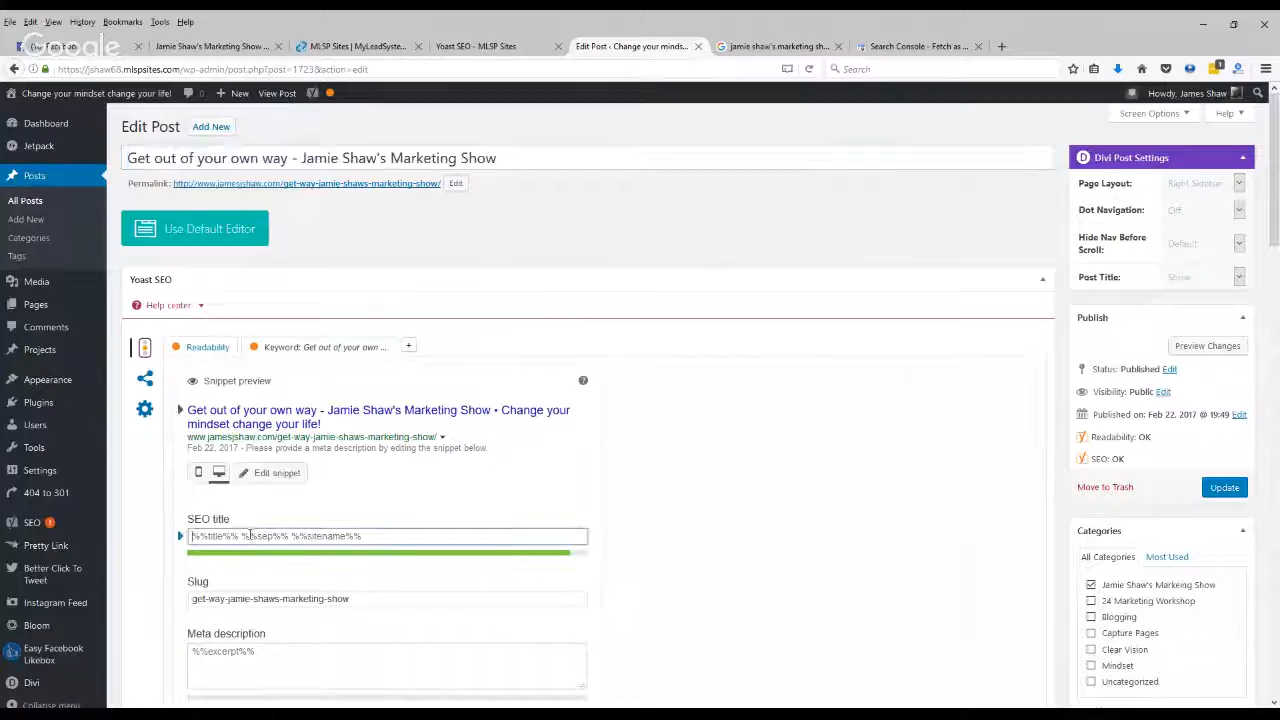 File Edit View History Bookmarks Tools Help
Google
Facebook
Jamie Shaw's Marketing Show ...
MLSP Sites | MyLeadSyste...
Yoast SEO - MLSP Sites
Edit Post ‹ Change your minds...
jamie shaw's marketing sh...
Search Console - Fetch as ...
https://jshaw68.mlspsites.com/wp-admin/post.php?post=1723&action=edit
Search
Change your mindset change your life! 0 + New View Post
Howdy, James Shaw
Screen Options Help
Dashboard
Jetpack
Posts
All Posts
Add New
Categories
Tags
Media
Pages
Comments
Projects
Appearance
Plugins
Users
Tools
Settings
404 to 301
SEO 1
Pretty Link
Better Click To
Tweet
Instagram Feed
Bloom
Easy Facebook
Likebox
Divi
Collapse menu
Edit Post Add New
Get out of your own way - Jamie Shaw's Marketing Show
Permalink: http://www.jamesjshaw.com/get-way-jamie-shaws-marketing-show/ Edit
Use Default Editor
Yoast SEO
Help center
Readability
Keyword: Get out of your own ...
+
Snippet preview
Get out of your own way - Jamie Shaw's Marketing Show • Change your
mindset change your life!
www.jamesjshaw.com/get-way-jamie-shaws-marketing-show/
Feb 22, 2017 - Please provide a meta description by editing the snippet below.
Edit snippet
SEO title
%%title%% %%sep%% %%sitename%%
Slug
get-way-jamie-shaws-marketing-show
Meta description
%%excerpt%%
Divi Post Settings
Page Layout: Right Sidebar
Dot Navigation: Off
Hide Nav Before
Scroll: Default
Post Title: Show
Publish
Preview Changes
Status: Published Edit
Visibility: Public Edit
Published on: Feb 22, 2017 @ 19:49 Edit
Readability: OK
SEO: OK
Move to Trash
Update
Categories
All Categories Most Used
Jamie Shaw's Markeing Show
24 Marketing Workshop
Blogging
Capture Pages
Clear Vision
Mindset
Uncategorized